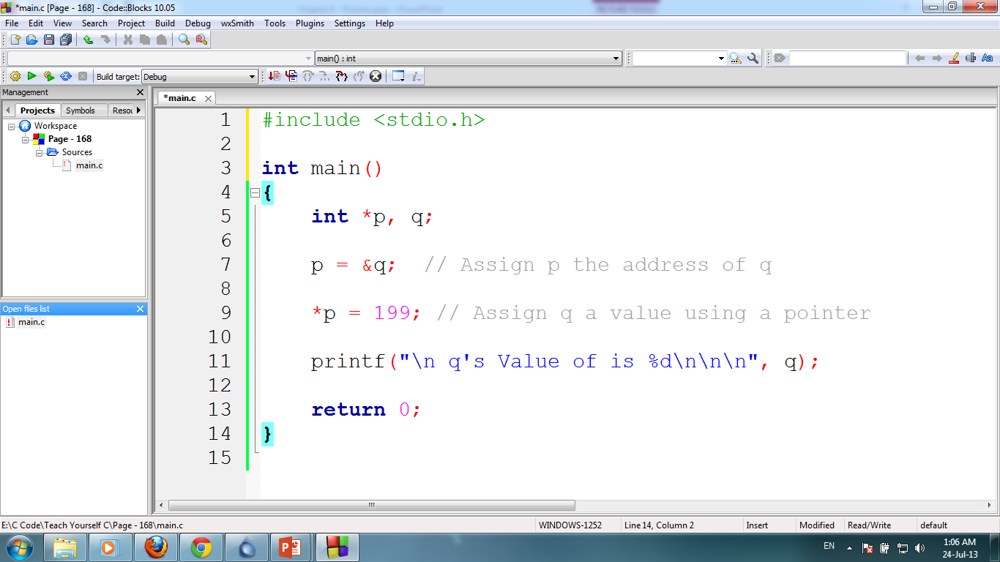 *main.c [Page - 168] - Code::Blocks 10.05
File Edit View Search Project Build Debug wxSmith Tools Plugins Settings Help
main() : int
Build target: Debug
Management
*main.c
Projects Symbols Resou
Workspace
Page - 168
Sources
main.c
Open files list
main.c
1 #include <stdio.h>
2
3 int main()
4 {
5 int *p, q;
6
7 p = &q; // Assign p the address of q
8
9 *p = 199; // Assign q a value using a pointer
10
11 printf("\n q's Value of is %d\n\n\n", q);
12
13 return 0;
14 }
15
E:\C Code\Teach Yourself C\Page - 168\main.c WINDOWS-1252 Line 14, Column 2 Insert Modified Read/Write default
EN 1:06 AM
24-Jul-13